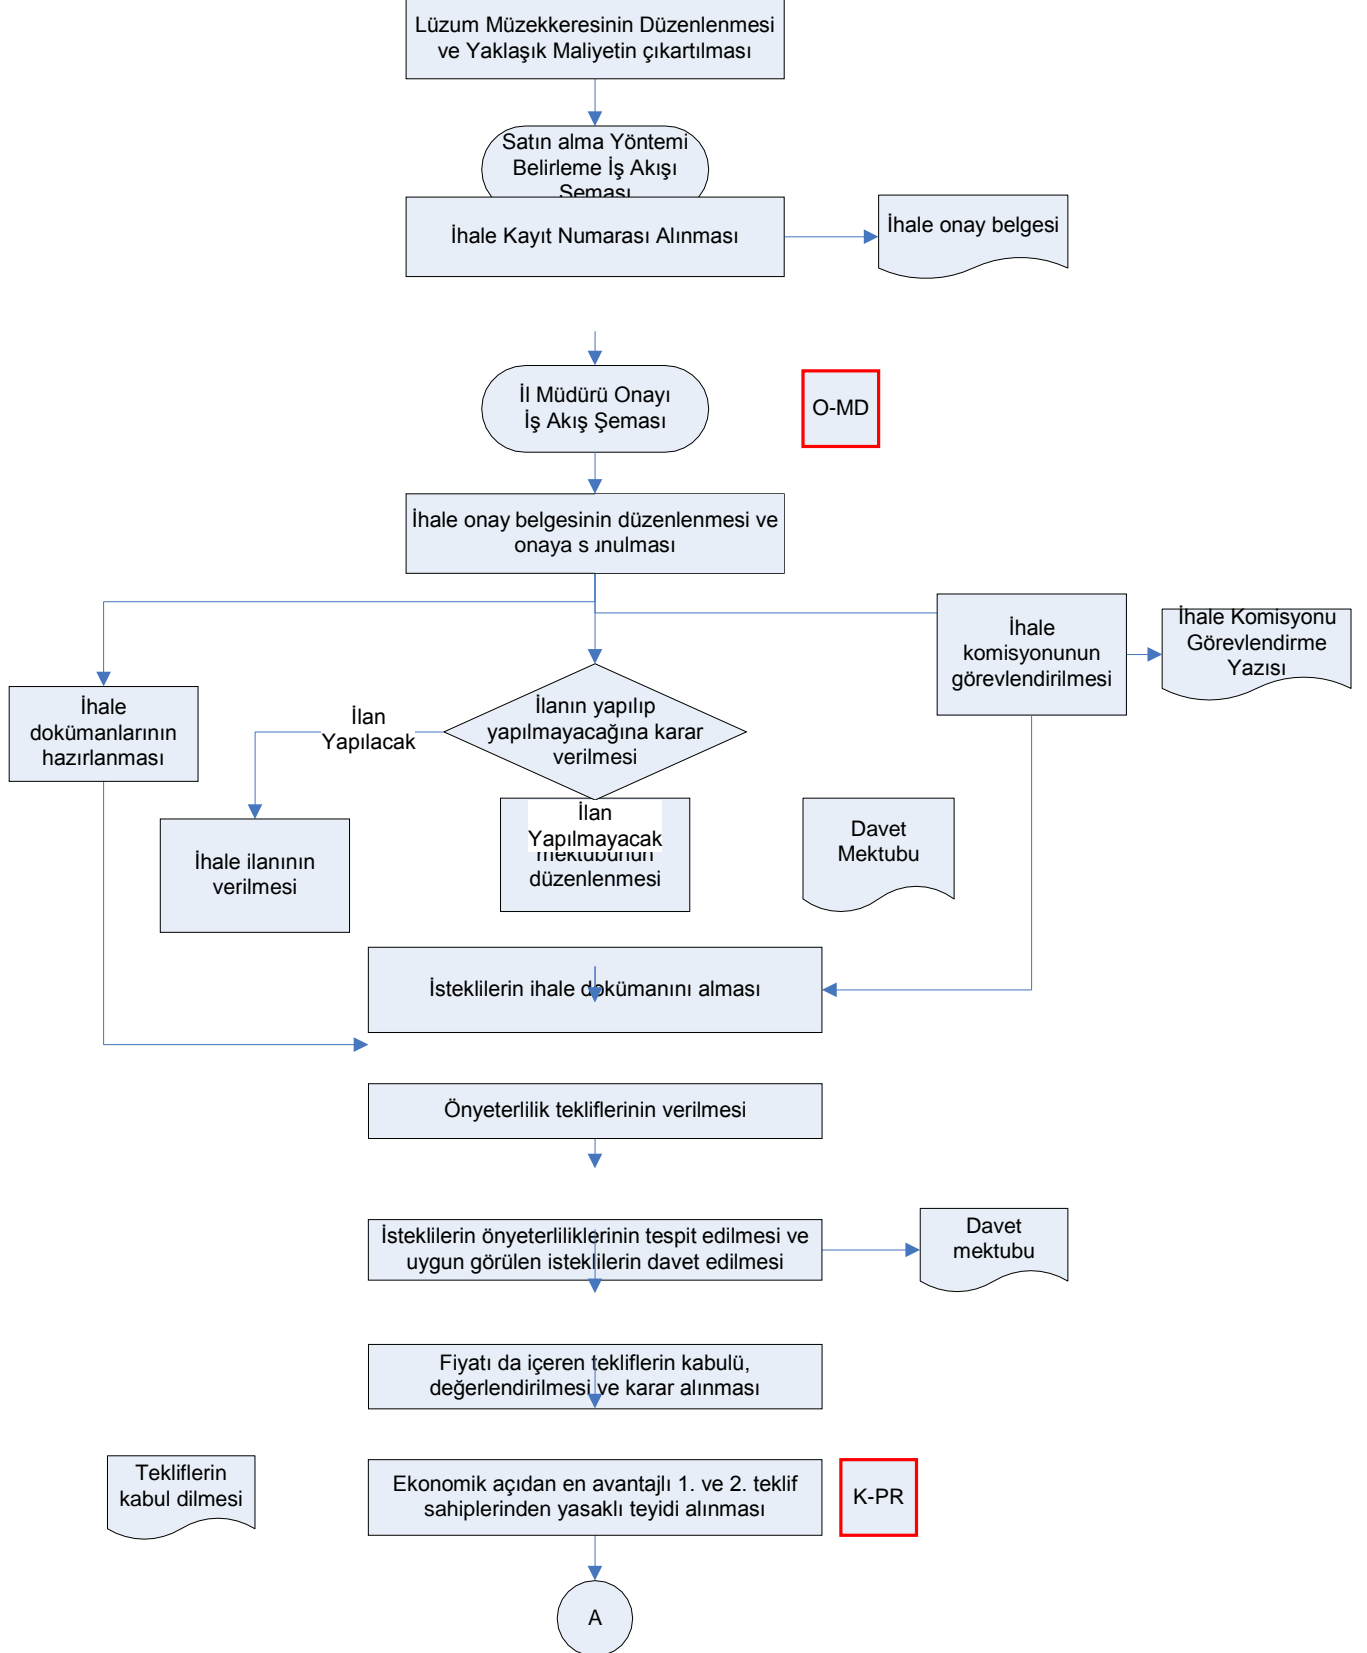 Lüzum Müzekkeresinin Düzenlenmesi
ve Yaklaşık Maliyetin çıkartılması
Satın alma Yöntemi
Belirleme İş Akışı
Şeması
İhale Kayıt Numarası Alınması
İhale onay belgesi
İl Müdürü Onayı
İş Akış Şeması
O-MD
İhale onay belgesinin düzenlenmesi ve
onaya sunulması
İhale
komisyonunun
görevlendirilmesi
İhale Komisyonu
Görevlendirme
Yazısı
İhale
dokümanlarının
hazırlanması
İlan
Yapılacak
İlanın yapılıp
yapılmayacağına karar
verilmesi
İlan
Yapılmayacak
mektubunun
düzenlenmesi
Davet
Mektubu
İhale ilanının
verilmesi
İsteklilerin ihale dokümanını alması
Önyeterlilik tekliflerinin verilmesi
İsteklilerin önyeterliliklerinin tespit edilmesi ve
uygun görülen isteklilerin davet edilmesi
Davet
mektubu
Fiyatı da içeren tekliflerin kabulü,
değerlendirilmesi ve karar alınması
Tekliflerin
kabul dilmesi
Ekonomik açıdan en avantajlı 1. ve 2. teklif
sahiplerinden yasaklı teyidi alınması
K-PR
A